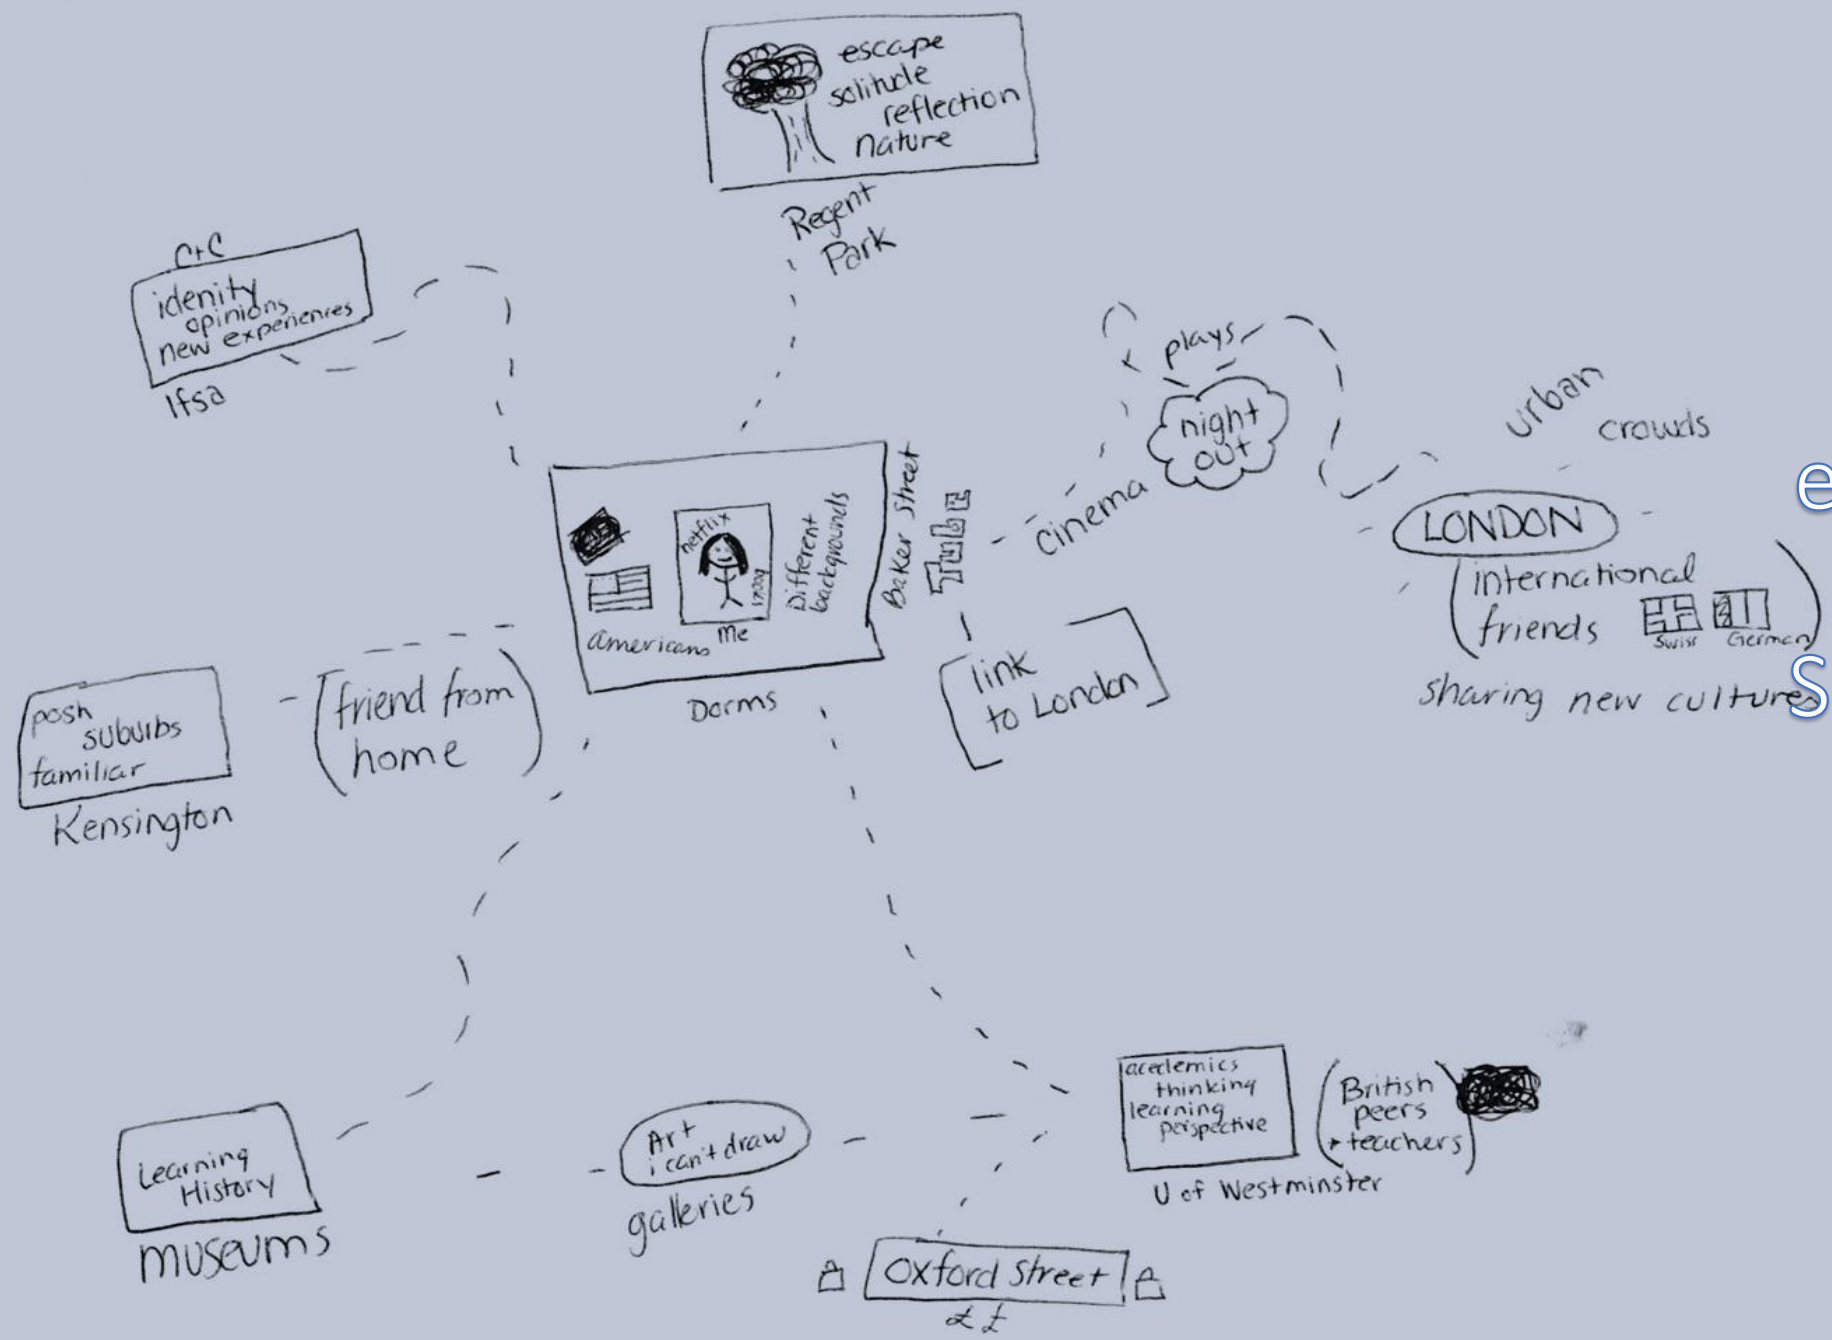 escape
solitude
reflection
nature
Regent
Park
C+C
idenity
opinions
new experiences
Ifsa
plays
night
out
cinema
urban
crowds
LONDON
international
friends
Swiss
German
sharing new cultures
e
S
netflix
me
Different
backgrounds
americans
Dorms
Baker Street
Tube
link
to London
friend from
home
posh
suburbs
familiar
Kensington
Learning
History
museums
Art
i can't draw
galleries
acedemics
thinking
learning
perspective
U of Westminster
British
peers
+ teachers
Oxford Street
££